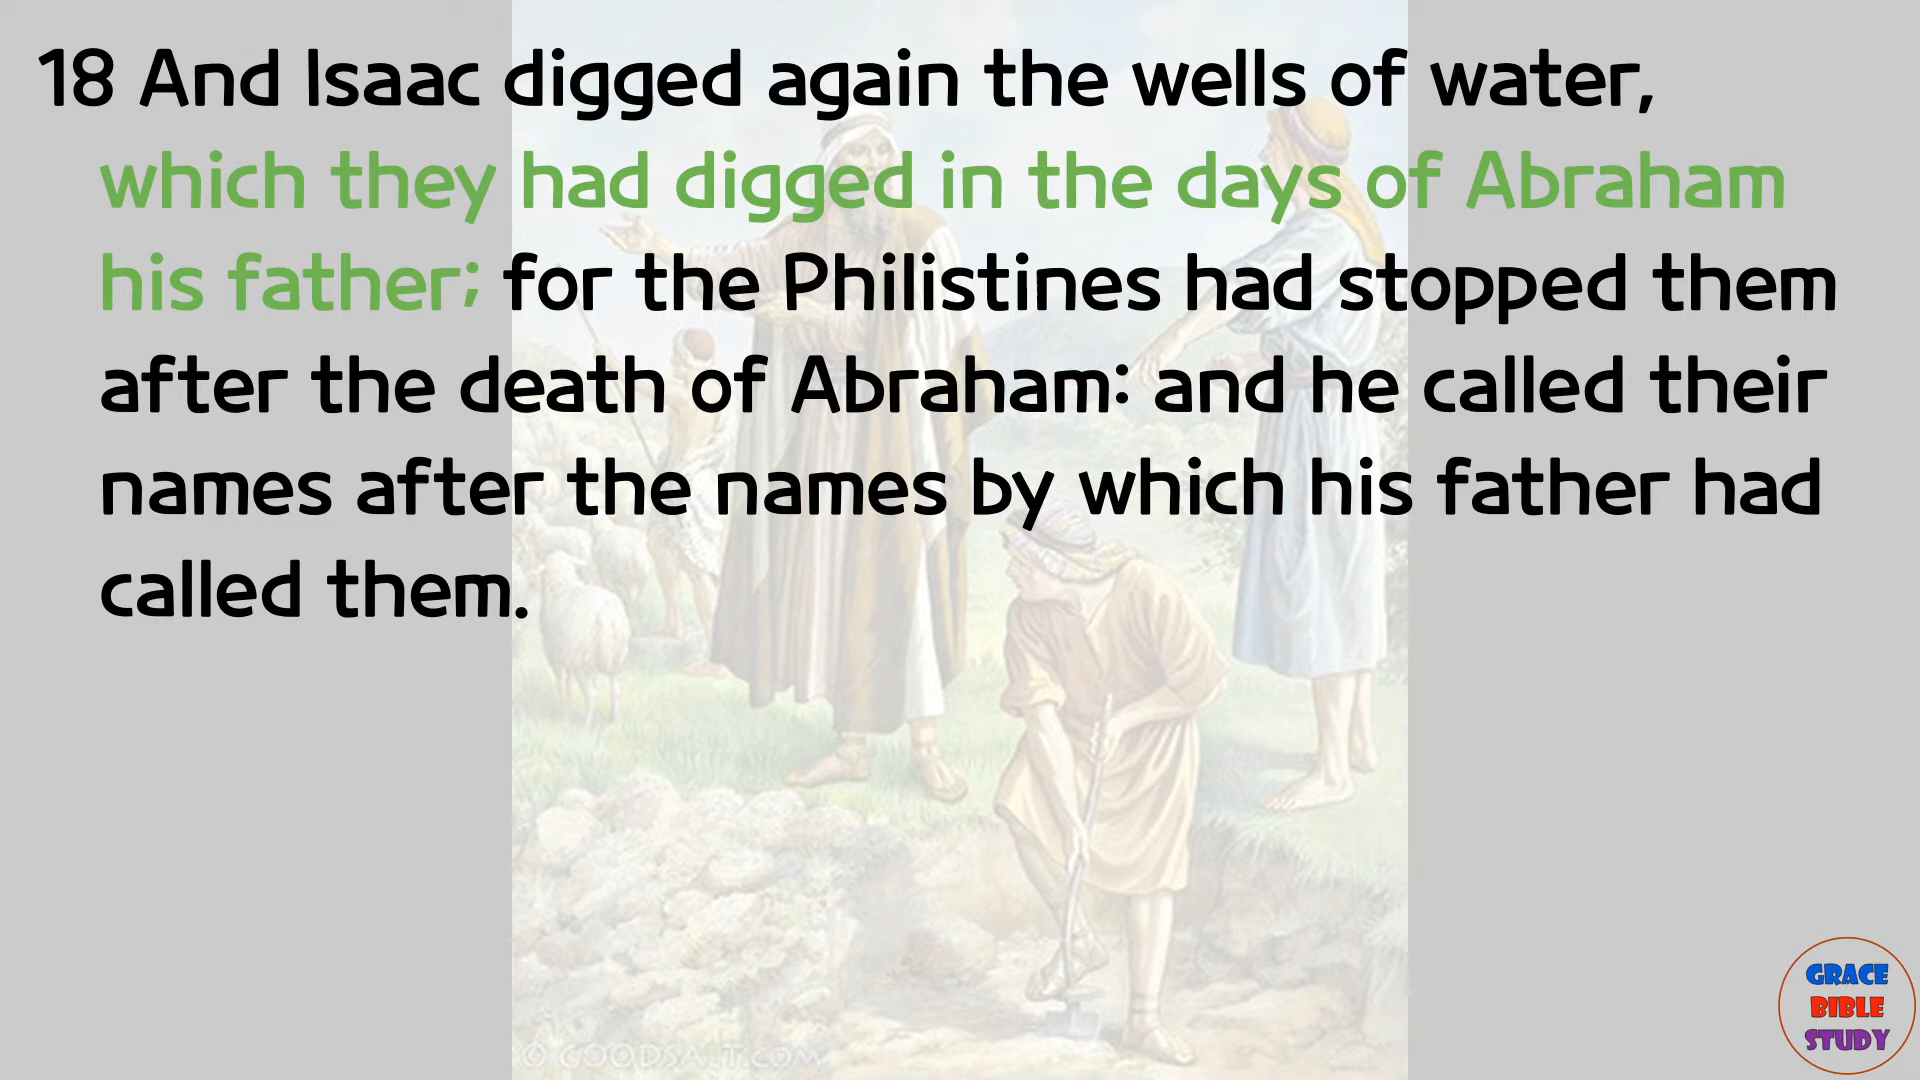 18 And Isaac digged again the wells of water,
which they had digged in the days of Abraham
his father; for the Philistines had stopped them
after the death of Abraham: and he called their
names after the names by which his father had
called them.
© GOODSALT.COM
GRACE
BIBLE
STUDY